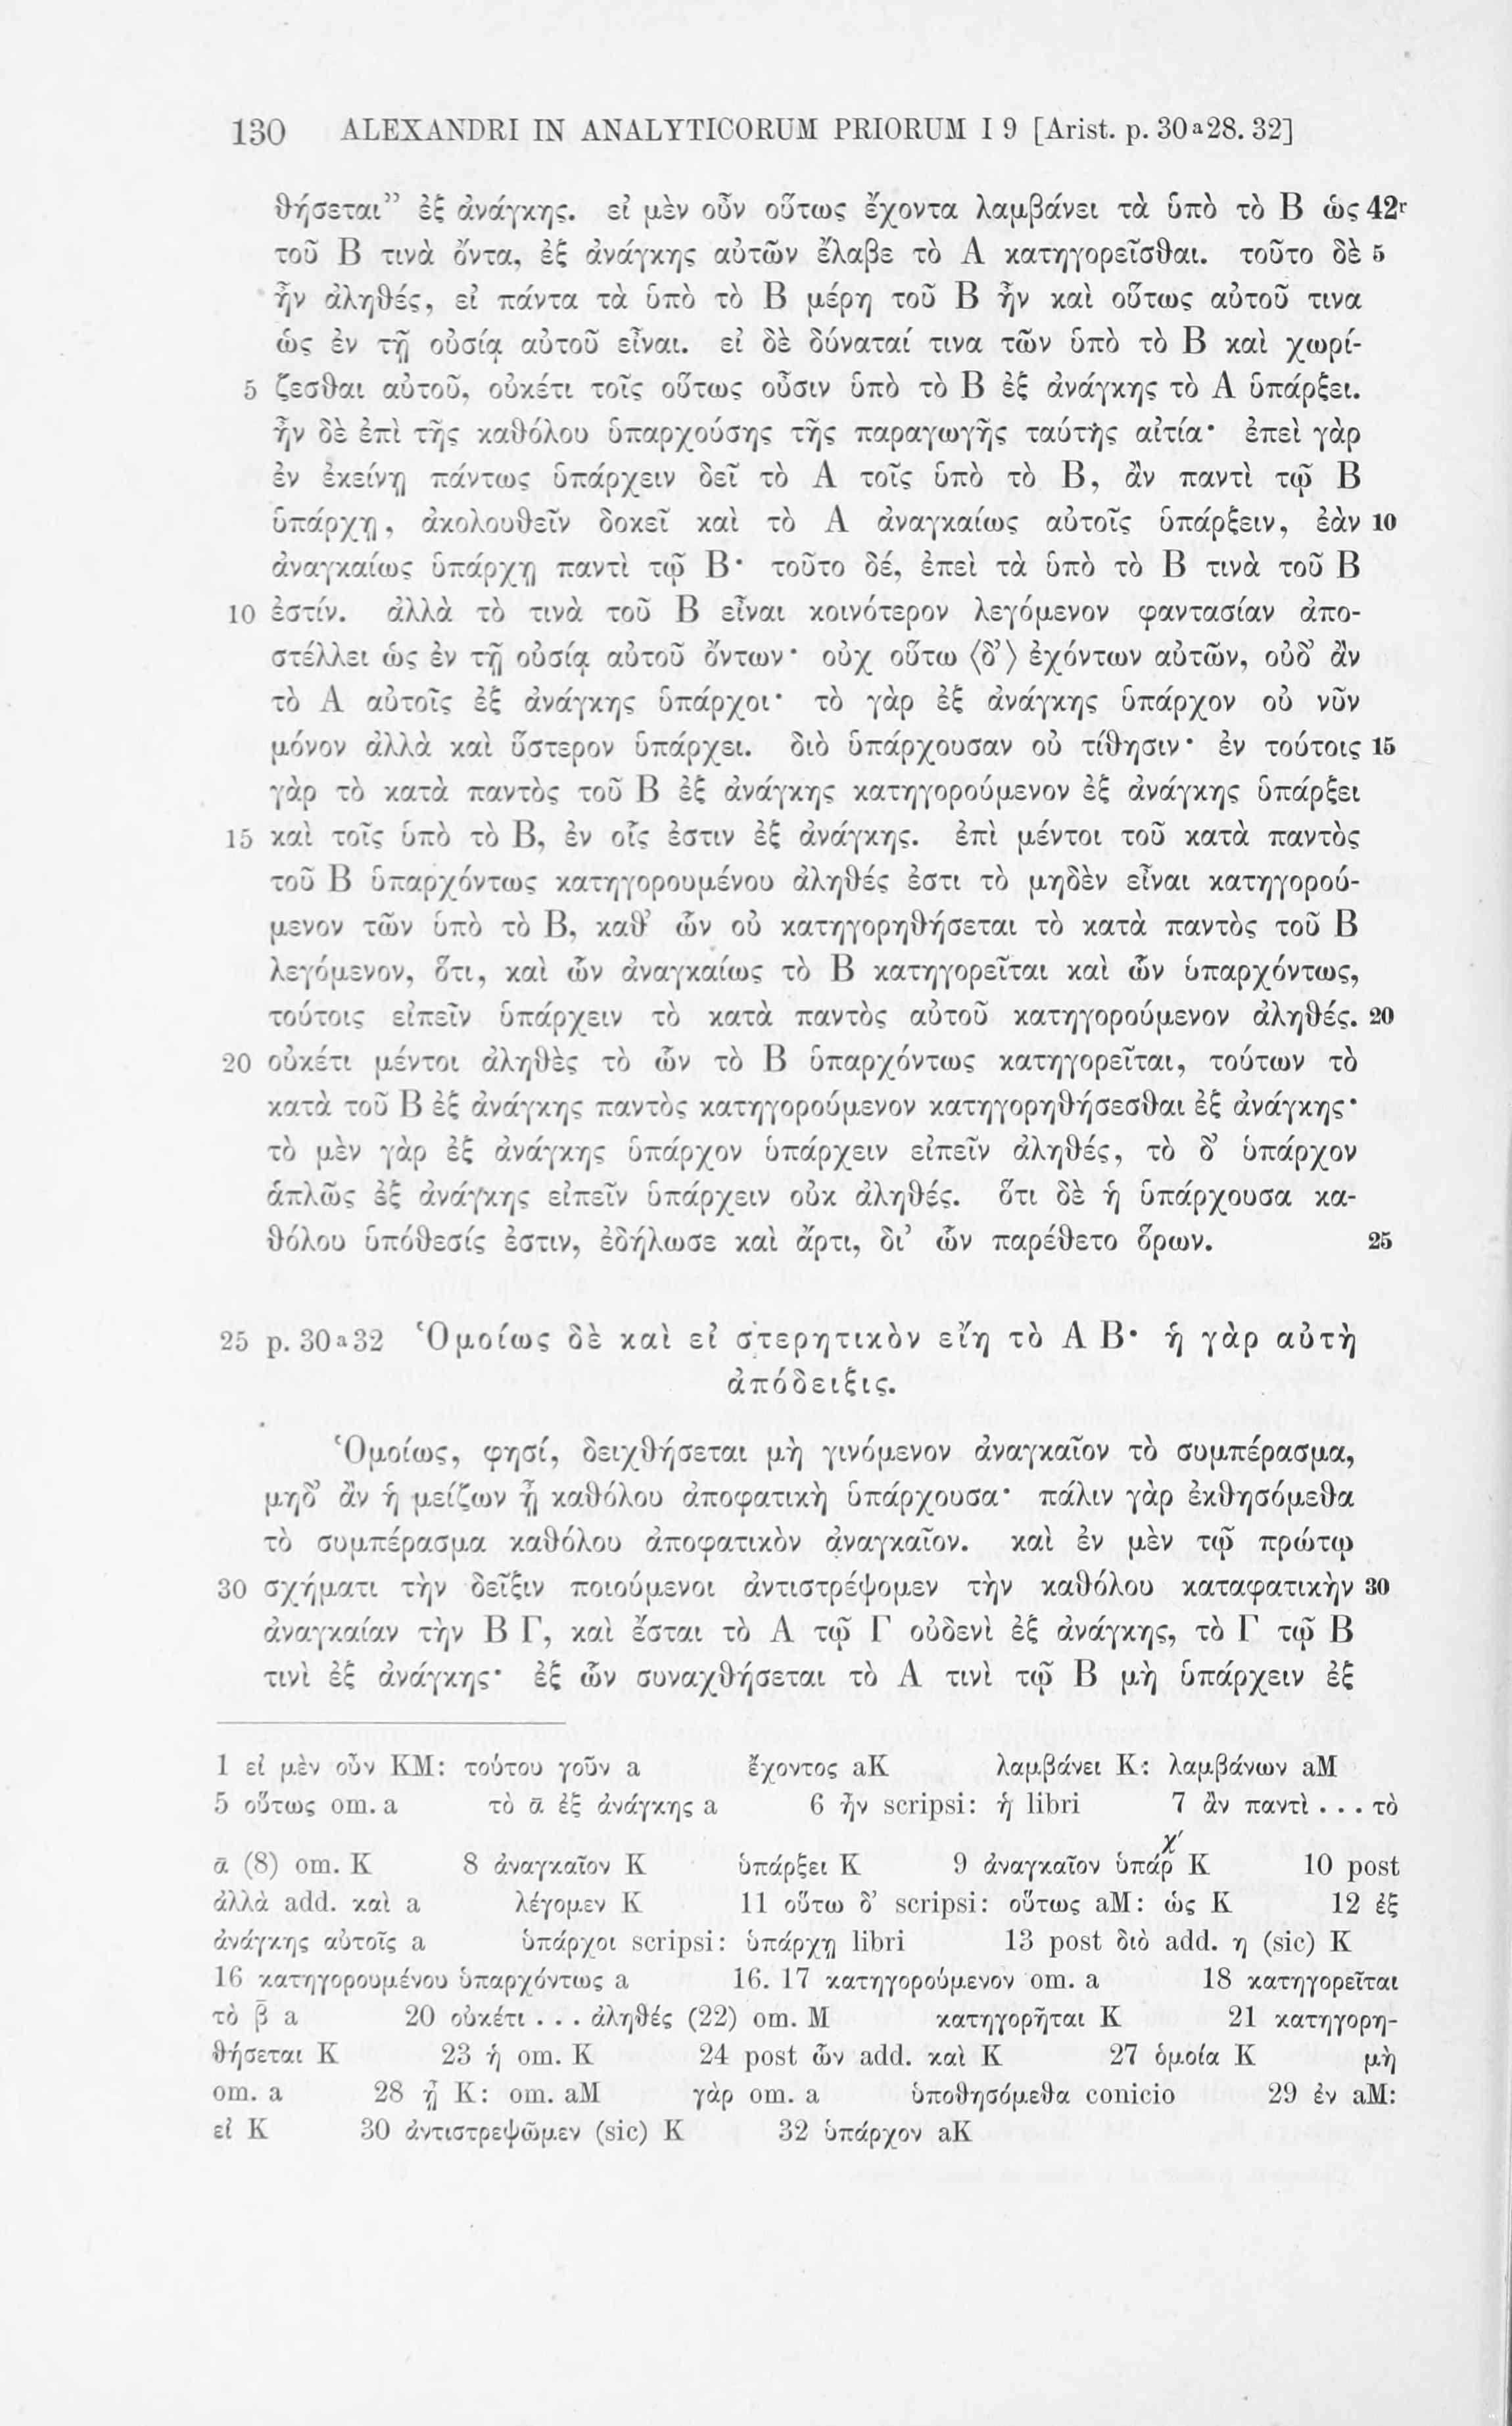 130 ALEXANDRI IN ANALYTICORUM PRIORUM I 9 [Arist. p. 30a28. 32]
θήσεται” ἐξ ἀνάγκης. εἰ μὲν οὖν οὕτως ἔχοντα λαμβάνει τὰ ὑπὸ τὸ Β ὡς 42r
τοῦ Β τινὰ ὄντα, ἐξ ἀνάγκης αὐτῶν ἔλαβε τὸ Α κατηγορεῖσθαι. τοῦτο δὲ 5
ἦν ἀληθές, εἰ πάντα τὰ ὑπὸ τὸ Β μέρη τοῦ Β ἦν καὶ οὕτως αὐτοῦ τινα
ὡς ἐν τῇ οὐσίᾳ αὐτοῦ εἶναι. εἰ δὲ δύναταί τινα τῶν ὑπὸ τὸ Β καὶ χωρί-
5 ζεσθαι αὐτοῦ, οὐκέτι τοῖς οὕτως οὖσιν ὑπὸ τὸ Β ἐξ ἀνάγκης τὸ Α ὑπάρξει.
ἦν δὲ ἐπὶ τῆς καθόλου ὑπαρχούσης τῆς παραγωγῆς ταύτης αἰτία· ἐπεὶ γὰρ
ἐν ἐκείνῃ πάντως ὑπάρχειν δεῖ τὸ Α τοῖς ὑπὸ τὸ Β, ἂν παντὶ τῷ Β
ὑπάρχῃ, ἀκολουθεῖν δοκεῖ καὶ τὸ Α ἀναγκαίως αὐτοῖς ὑπάρξειν, ἐὰν 10
ἀναγκαίως ὑπάρχῃ παντὶ τῷ Β· τοῦτο δέ, ἐπεὶ τὰ ὑπὸ τὸ Β τινὰ τοῦ Β
10 ἐστίν. ἀλλὰ τὸ τινὰ τοῦ Β εἶναι κοινότερον λεγόμενον φαντασίαν ἀπο-
στέλλει ὡς ἐν τῇ οὐσίᾳ αὐτοῦ ὄντων· οὐχ οὕτω ⟨δ’⟩ ἐχόντων αὐτῶν, οὐδ’ ἂν
τὸ Α αὐτοῖς ἐξ ἀνάγκης ὑπάρχοι· τὸ γὰρ ἐξ ἀνάγκης ὑπάρχον οὐ νῦν
μόνον ἀλλὰ καὶ ὕστερον ὑπάρχει. διὸ ὑπάρχουσαν οὐ τίθησιν· ἐν τούτοις 15
γὰρ τὸ κατὰ παντὸς τοῦ Β ἐξ ἀνάγκης κατηγορούμενον ἐξ ἀνάγκης ὑπάρξει
15 καὶ τοῖς ὑπὸ τὸ Β, ἐν οἷς ἐστιν ἐξ ἀνάγκης. ἐπὶ μέντοι τοῦ κατὰ παντὸς
τοῦ Β ὑπαρχόντως κατηγορουμένου ἀληθές ἐστι τὸ μηδὲν εἶναι κατηγορού-
μενον τῶν ὑπὸ τὸ Β, καθ’ ὧν οὐ κατηγορηθήσεται τὸ κατὰ παντὸς τοῦ Β
λεγόμενον, ὅτι, καὶ ὧν ἀναγκαίως τὸ Β κατηγορεῖται καὶ ὧν ὑπαρχόντως,
τούτοις εἰπεῖν ὑπάρχειν τὸ κατὰ παντὸς αὐτοῦ κατηγορούμενον ἀληθές. 20
20 οὐκέτι μέντοι ἀληθὲς τὸ ὧν τὸ Β ὑπαρχόντως κατηγορεῖται, τούτων τὸ
κατὰ τοῦ Β ἐξ ἀνάγκης παντὸς κατηγορούμενον κατηγορηθήσεσθαι ἐξ ἀνάγκης·
τὸ μὲν γὰρ ἐξ ἀνάγκης ὑπάρχον ὑπάρχειν εἰπεῖν ἀληθές, τὸ δ’ ὑπάρχον
ἁπλῶς ἐξ ἀνάγκης εἰπεῖν ὑπάρχειν οὐκ ἀληθές. ὅτι δὲ ἡ ὑπάρχουσα κα-
θόλου ὑπόθεσίς ἐστιν, ἐδήλωσε καὶ ἄρτι, δι’ ὧν παρέθετο ὅρων. 25
25 p. 30a32 Ὁμοίως δὲ καὶ εἰ στερητικὸν εἴη τὸ Α Β· ἡ γὰρ αὐτὴ
ἀπόδειξις.
Ὁμοίως, φησί, δειχθήσεται μὴ γινόμενον ἀναγκαῖον τὸ συμπέρασμα,
μηδ’ ἂν ἡ μείζων ᾖ καθόλου ἀποφατικὴ ὑπάρχουσα· πάλιν γὰρ ἐκθησόμεθα
τὸ συμπέρασμα καθόλου ἀποφατικὸν ἀναγκαῖον. καὶ ἐν μὲν τῷ πρώτῳ
30 σχήματι τὴν δεῖξιν ποιούμενοι ἀντιστρέψομεν τὴν καθόλου καταφατικὴν 30
ἀναγκαίαν τὴν Β Γ, καὶ ἔσται τὸ Α τῷ Γ οὐδενὶ ἐξ ἀνάγκης, τὸ Γ τῷ Β
τινὶ ἐξ ἀνάγκης· ἐξ ὧν συναχθήσεται τὸ Α τινὶ τῷ Β μὴ ὑπάρχειν ἐξ
1 εἰ μὲν οὖν KM: τούτου γοῦν a ἔχοντος aK λαμβάνει K: λαμβάνων aM
5 οὕτως om. a τὸ ᾱ ἐξ ἀνάγκης a 6 ἦν scripsi: ἡ libri 7 ἂν παντὶ . . . τὸ
ᾱ (8) om. K 8 ἀναγκαῖον K ὑπάρξει K 9 ἀναγκαῖον ὑπάρχ́ K 10 post
ἀλλὰ add. καὶ a λέγομεν K 11 οὕτω δ’ scripsi: οὕτως aM: ὡς K 12 ἐξ
ἀνάγκης αὐτοῖς a ὑπάρχοι scripsi: ὑπάρχῃ libri 13 post διὸ add. η (sic) K
16 κατηγορουμένου ὑπαρχόντως a 16. 17 κατηγορούμενον om. a 18 κατηγορεῖται
τὸ β̄ a 20 οὐκέτι . . . ἀληθές (22) om. M κατηγορῆται K 21 κατηγορη-
θήσεται K 23 ἡ om. K 24 post ὧν add. καὶ K 27 ὁμοία K μὴ
om. a 28 ᾖ K: om. aM γὰρ om. a ὑποθησόμεθα conicio 29 ἐν aM:
εἰ K 30 ἀντιστρεψῶμεν (sic) K 32 ὑπάρχον aK